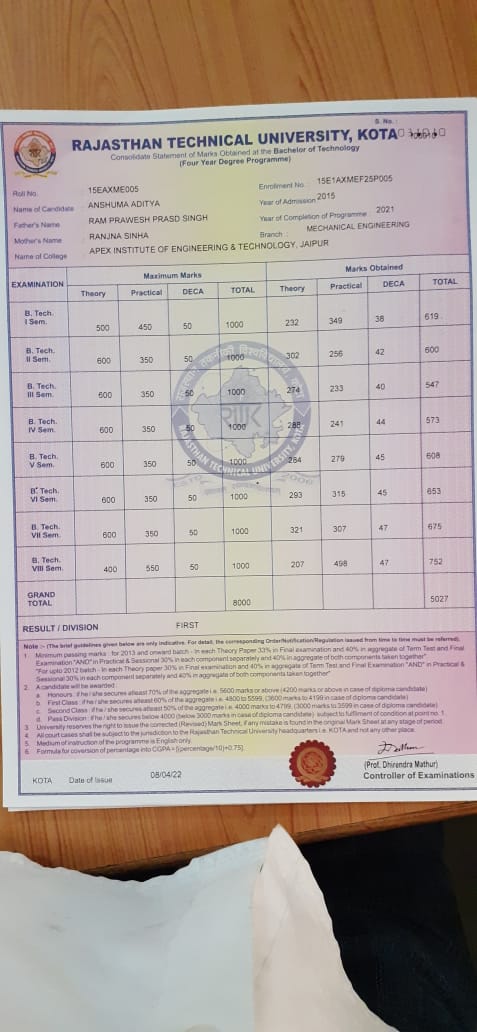 S. No. :
RAJASTHAN TECHNICAL UNIVERSITY, KOTA
Consolidate Statement of Marks Obtained at the Bachelor of Technology
(Four Year Degree Programme)
Roll No. 15EAXME005 Enrollment No. : 15E1AXMEF25P005
Name of Candidate ANSHUMA ADITYA Year of Admission 2015
Father's Name RAM PRAWESH PRASD SINGH Year of Completion of Programme : 2021
Mother's Name RANJNA SINHA Branch : MECHANICAL ENGINEERING
Name of College APEX INSTITUTE OF ENGINEERING & TECHNOLOGY, JAIPUR
EXAMINATION Maximum Marks Marks Obtained
Theory Practical DECA TOTAL Theory Practical DECA TOTAL
B. Tech. I Sem. 500 450 50 1000 232 349 38 619
B. Tech. II Sem. 600 350 50 1000 302 256 42 600
B. Tech. III Sem. 600 350 50 1000 274 233 40 547
B. Tech. IV Sem. 600 350 50 1000 288 241 44 573
B. Tech. V Sem. 600 350 50 1000 284 279 45 608
B. Tech. VI Sem. 600 350 50 1000 293 315 45 653
B. Tech. VII Sem. 600 350 50 1000 321 307 47 675
B. Tech. VIII Sem. 400 550 50 1000 207 498 47 752
GRAND TOTAL 8000 5027
RAJASTHAN TECHNICAL UNIVERSITY KOTA
RESULT / DIVISION FIRST
Note :- (The brief guidelines given below are only indicative. For detail, the corresponding Order/Notification/Regulation issued from time to time must be referred).
1. Minimum passing marks : for 2013 and onward batch - In each Theory Paper 33% in Final examination and 40% in aggregate of Term Test and Final
Examination "AND" in Practical & Sessional 30% in each component separately and 40% in aggregate of both components taken together"
"For upto 2012 batch - In each Theory paper 30% in Final examination and 40% in aggregate of Term Test and Final Examination "AND" in Practical &
Sessional 30% in each component separately and 40% in aggregate of both components taken together"
2. A candidate will be awarded :
a Honours : if he / she secures atleast 70% of the aggregate i.e. 5600 marks or above (4200 marks or above in case of diploma candidate)
b. First Class : if he / she secures atleast 60% of the aggregate i.e. 4800 to 5599, (3600 marks to 4199 in case of diploma candidate)
c. Second Class : if he / she secures atleast 50% of the aggregate i.e. 4000 marks to 4799, (3000 marks to 3599 in case of diploma candidate)
d. Pass Division : if he / she secures below 4000 (below 3000 marks in case of diploma candidate) subject to fulfilment of condition at point no. 1.
3. University reserves the right to issue the corrected (Revised) Mark Sheet, if any mistake is found in the original Mark Sheet at any stage of period.
4. All court cases shall be subject to the jurisdiction to the Rajasthan Technical University headquarters i.e. KOTA and not any other place.
5. Medium of instruction of the programme is English only.
6. Formula for coversion of percentage into CGPA = [(percentage/10)+0.75].
KOTA Date of Issue 08/04/22
(Prof. Dhirendra Mathur)
Controller of Examinations